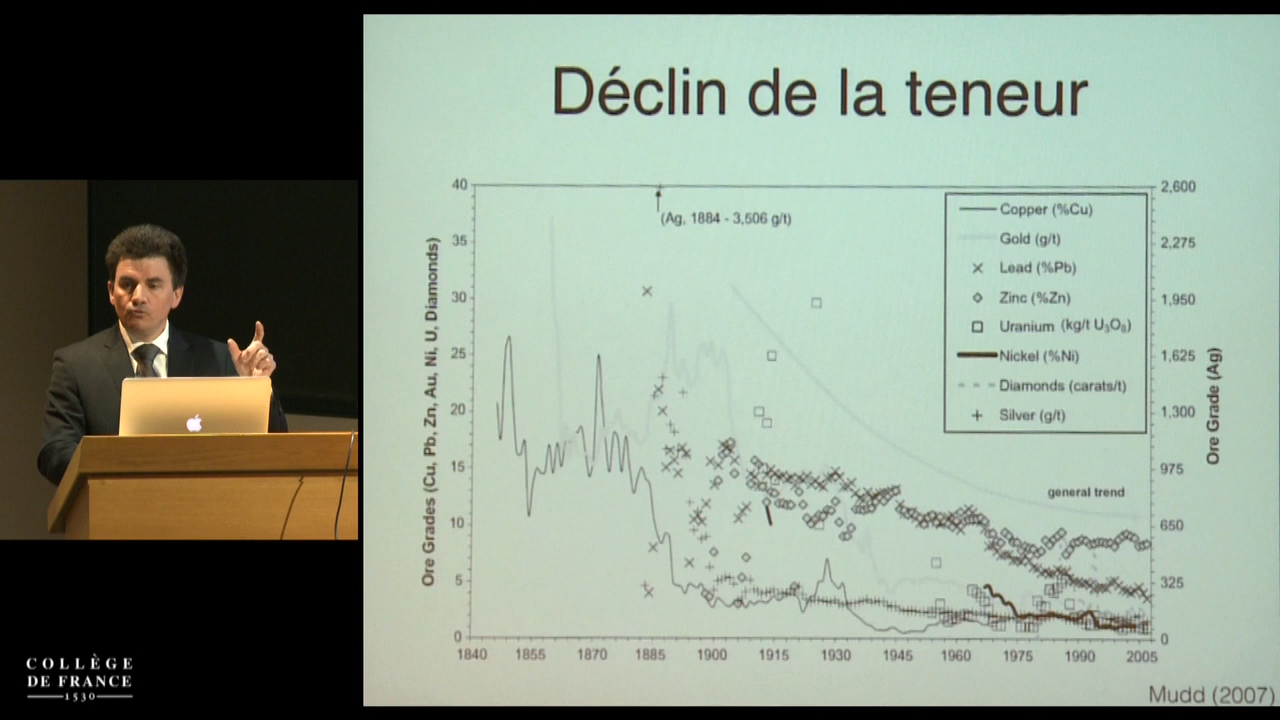 Déclin de la teneur
Ore Grades (Cu, Pb, Zn, Au, Ni, U, Diamonds)
40
35
30
25
20
15
10
5
0
(Ag, 1884 - 3,506 g/t)
Copper (%Cu)
Gold (g/t)
Lead (%Pb)
Zinc (%Zn)
Uranium (kg/t U₃O₈)
Nickel (%Ni)
Diamonds (carats/t)
Silver (g/t)
general trend
2,600
2,275
1,950
1,625
1,300
975
650
325
0
Ore Grade (Ag)
1840 1855 1870 1885 1900 1915 1930 1945 1960 1975 1990 2005
Mudd (2007)
COLLÈGE
DE FRANCE
1530